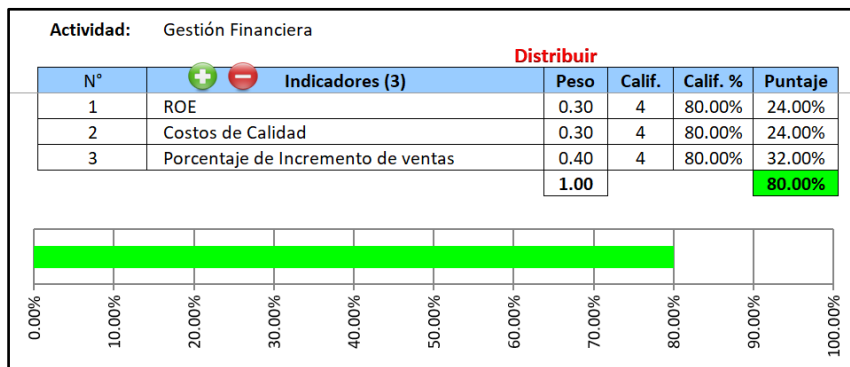 Actividad: Gestión Financiera
Distribuir
N° Indicadores (3) Peso Calif. Calif. % Puntaje
1 ROE 0.30 4 80.00% 24.00%
2 Costos de Calidad 0.30 4 80.00% 24.00%
3 Porcentaje de Incremento de ventas 0.40 4 80.00% 32.00%
1.00 80.00%
0.00% 10.00% 20.00% 30.00% 40.00% 50.00% 60.00% 70.00% 80.00% 90.00% 100.00%